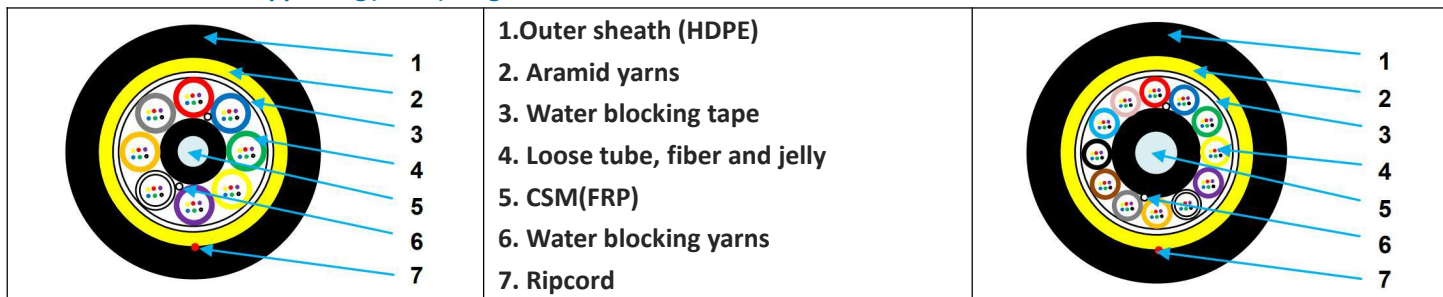 1
2
3
4
5
6
7
1.Outer sheath (HDPE)
2. Aramid yarns
3. Water blocking tape
4. Loose tube, fiber and jelly
5. CSM(FRP)
6. Water blocking yarns
7. Ripcord
1
2
3
4
5
6
7